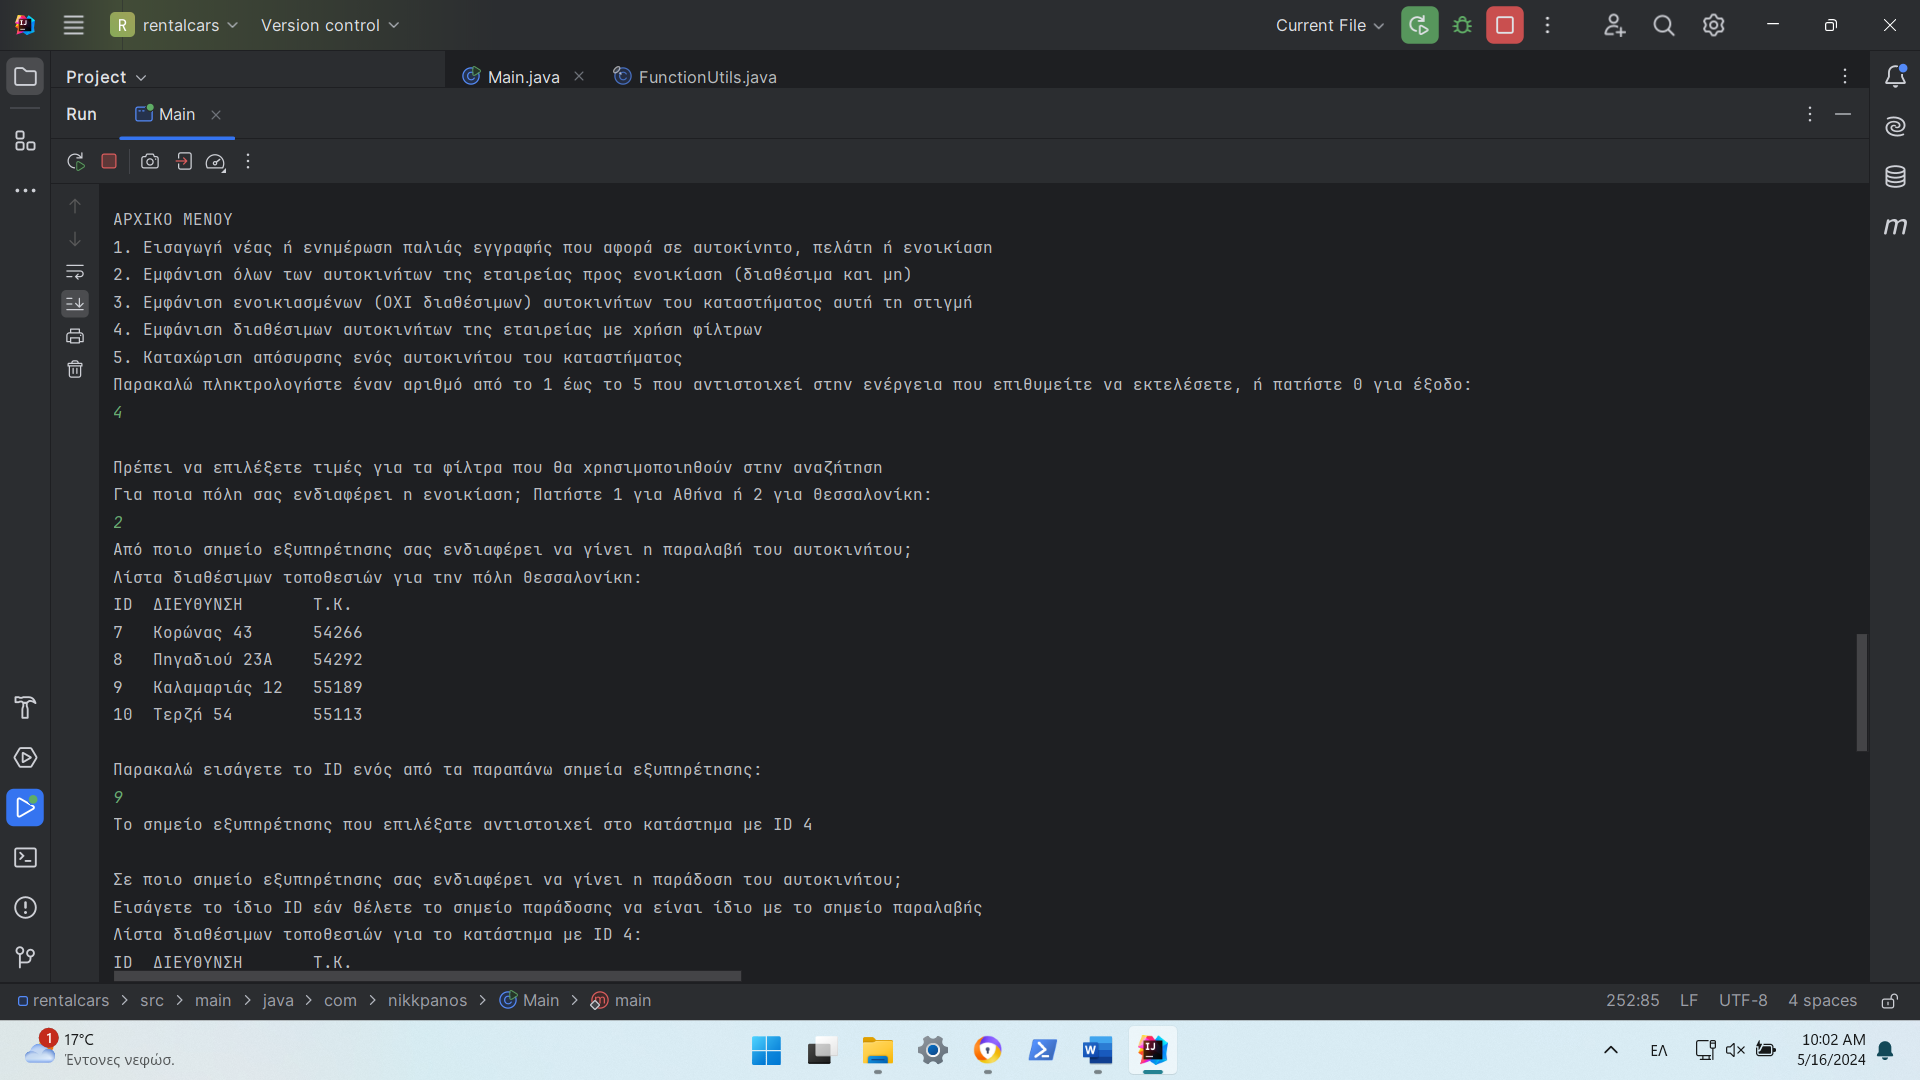 R rentalcars Version control Current File
Project Main.java FunctionUtils.java
Run Main
ΑΡΧΙΚΟ ΜΕΝΟΥ
1. Εισαγωγή νέας ή ενημέρωση παλιάς εγγραφής που αφορά σε αυτοκίνητο, πελάτη ή ενοικίαση
2. Εμφάνιση όλων των αυτοκινήτων της εταιρείας προς ενοικίαση (διαθέσιμα και μη)
3. Εμφάνιση ενοικιασμένων (ΟΧΙ διαθέσιμων) αυτοκινήτων του καταστήματος αυτή τη στιγμή
4. Εμφάνιση διαθέσιμων αυτοκινήτων της εταιρείας με χρήση φίλτρων
5. Καταχώριση απόσυρσης ενός αυτοκινήτου του καταστήματος
Παρακαλώ πληκτρολογήστε έναν αριθμό από το 1 έως το 5 που αντιστοιχεί στην ενέργεια που επιθυμείτε να εκτελέσετε, ή πατήστε 0 για έξοδο:
4
Πρέπει να επιλέξετε τιμές για τα φίλτρα που θα χρησιμοποιηθούν στην αναζήτηση
Για ποια πόλη σας ενδιαφέρει η ενοικίαση; Πατήστε 1 για Αθήνα ή 2 για Θεσσαλονίκη:
2
Από ποιο σημείο εξυπηρέτησης σας ενδιαφέρει να γίνει η παραλαβή του αυτοκινήτου;
Λίστα διαθέσιμων τοποθεσιών για την πόλη Θεσσαλονίκη:
ID ΔΙΕΥΘΥΝΣΗ Τ.Κ.
7 Κορώνας 43 54266
8 Πηγαδιού 23Α 54292
9 Καλαμαριάς 12 55189
10 Τερζή 54 55113
Παρακαλώ εισάγετε το ID ενός από τα παραπάνω σημεία εξυπηρέτησης:
9
Το σημείο εξυπηρέτησης που επιλέξατε αντιστοιχεί στο κατάστημα με ID 4
Σε ποιο σημείο εξυπηρέτησης σας ενδιαφέρει να γίνει η παράδοση του αυτοκινήτου;
Εισάγετε το ίδιο ID εάν θέλετε το σημείο παράδοσης να είναι ίδιο με το σημείο παραλαβής
Λίστα διαθέσιμων τοποθεσιών για το κατάστημα με ID 4:
ID ΔΙΕΥΘΥΝΣΗ Τ.Κ.
rentalcars > src > main > java > com > nikkpanos > Main > main 252:85 LF UTF-8 4 spaces
1 17°C
Έντονες νεφώσ.
ΕΛ
10:02 AM
5/16/2024